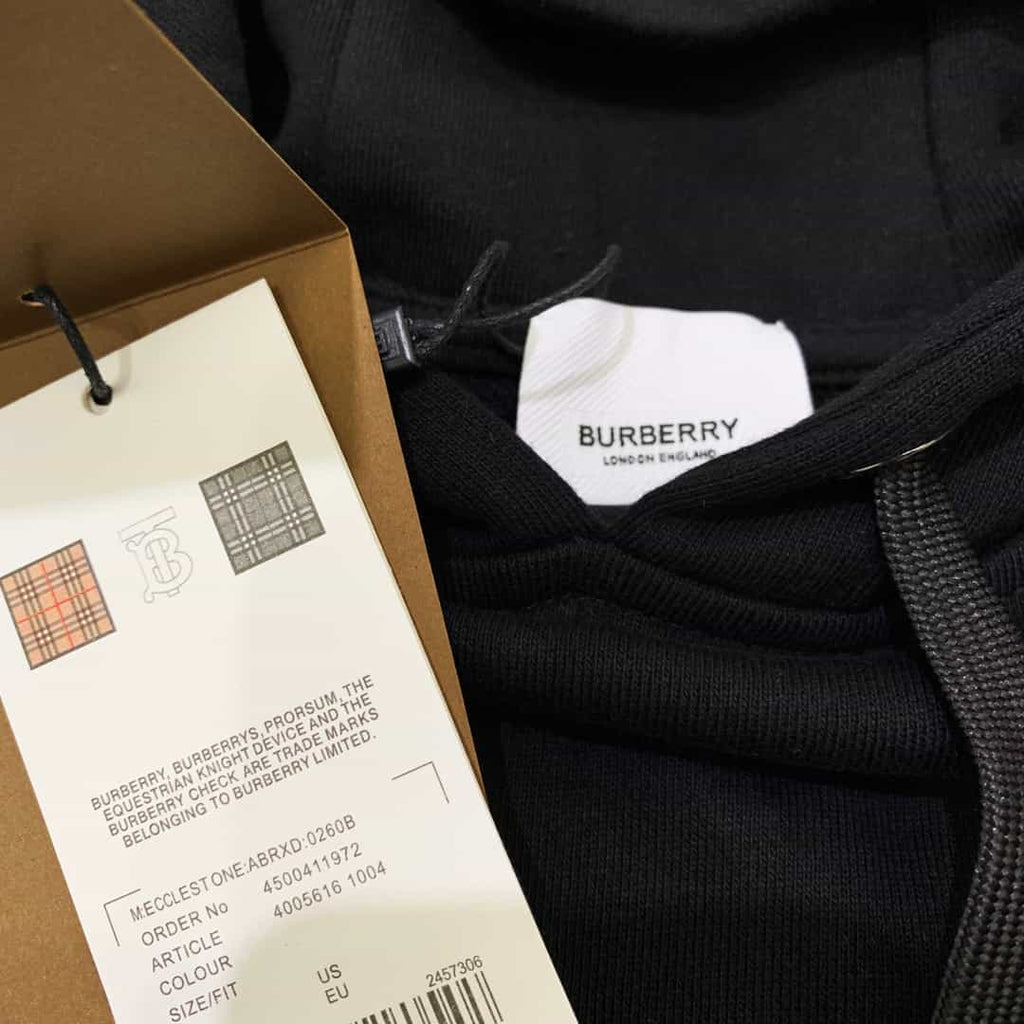 BURBERRY
LONDON ENGLAND
BURBERRY, BURBERRYS, PRORSUM, THE
EQUESTRIAN KNIGHT DEVICE AND THE
BURBERRY CHECK ARE TRADE MARKS
BELONGING TO BURBERRY LIMITED.
M:ECCLESTONE:ABRXD:0260B
ORDER No 4500411972
ARTICLE 4005616 1004
COLOUR
SIZE/FIT US
EU
2457306